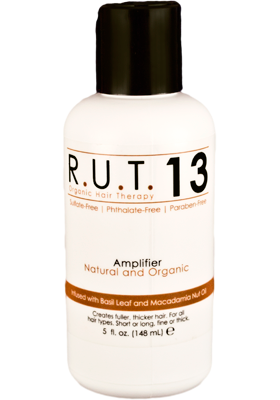 R.U.T. 13
Organic Hair Therapy
Sulfate-Free | Phthalate-Free | Paraben-Free
Amplifier
Natural and Organic
Infused with Basil Leaf and Macadamia Nut Oil
Creates fuller, thicker hair. For all
hair types. Short or long, fine or thick.
5 fl. oz. (148 mL) ℮